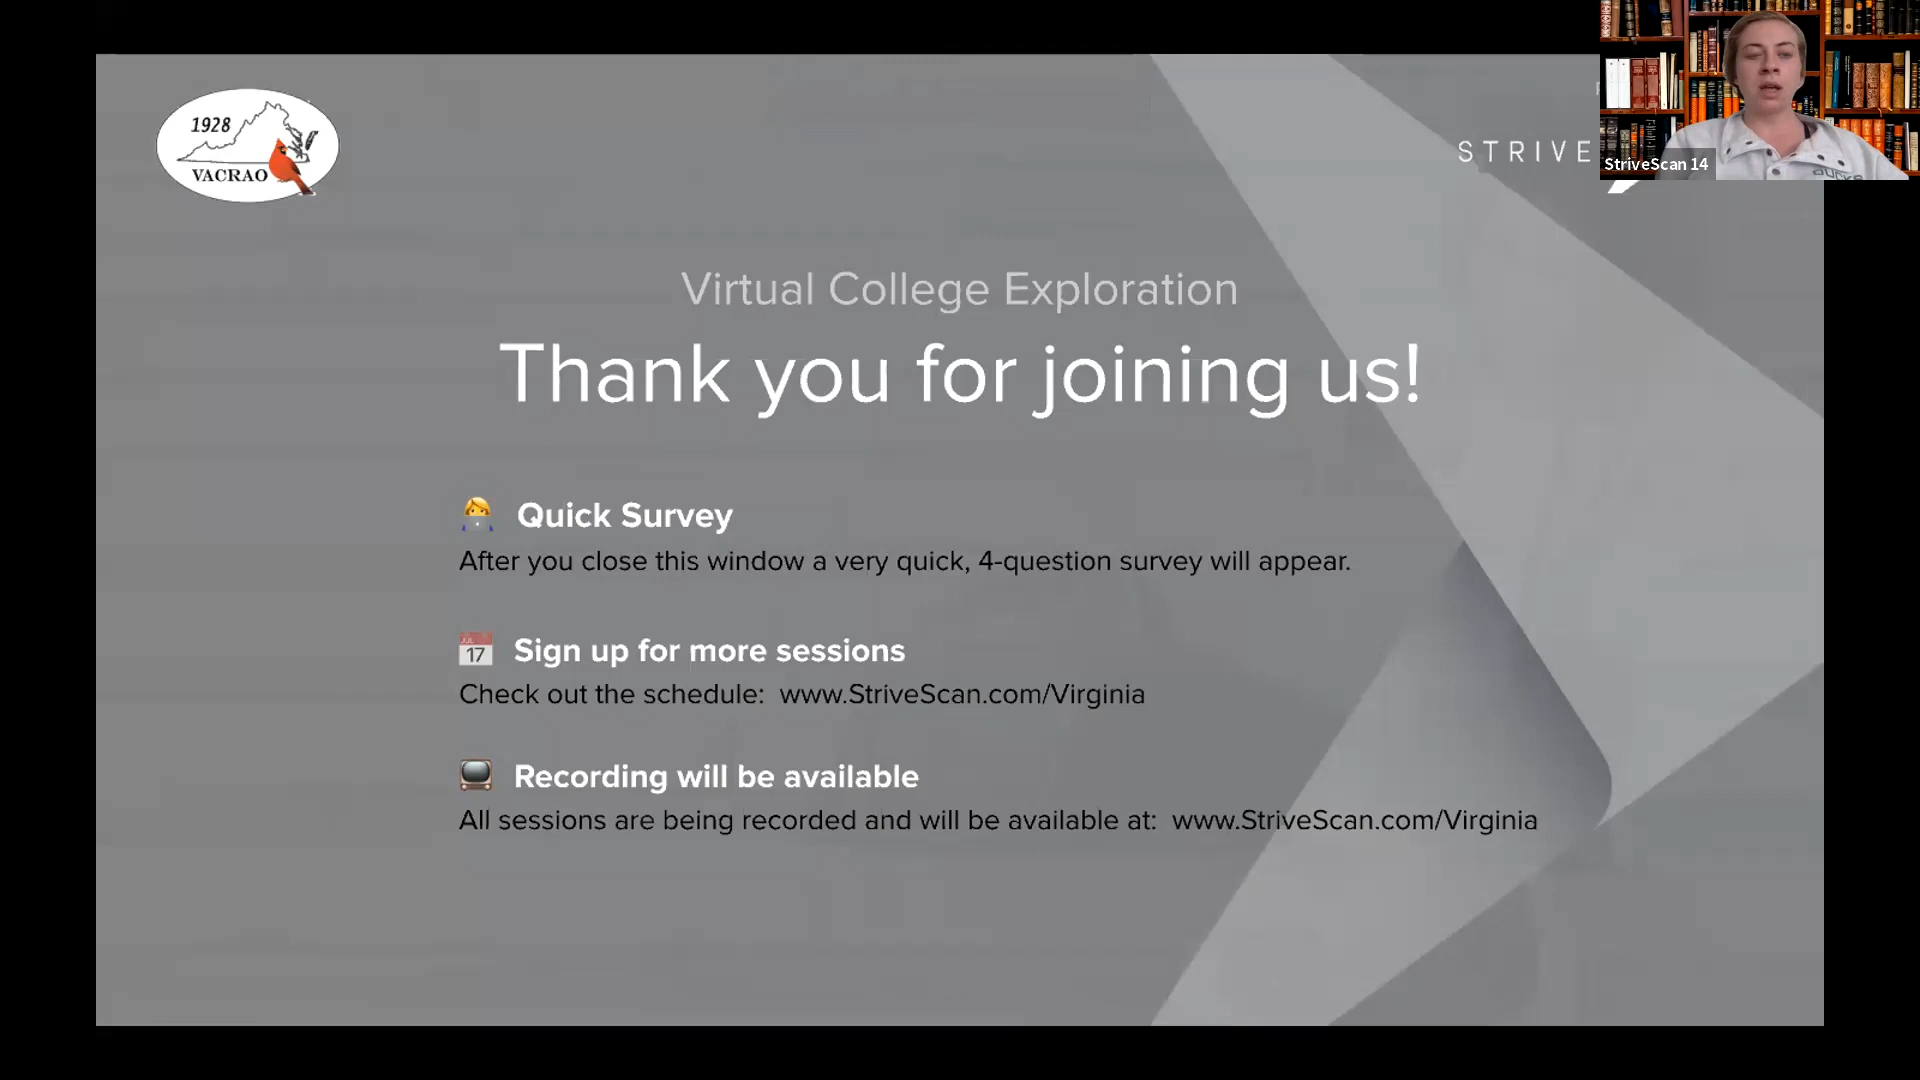 1928
VACRAO
STRIVE
StriveScan 14
Virtual College Exploration
Thank you for joining us!
Quick Survey
After you close this window a very quick, 4-question survey will appear.
JUL
17
Sign up for more sessions
Check out the schedule: www.StriveScan.com/Virginia
Recording will be available
All sessions are being recorded and will be available at: www.StriveScan.com/Virginia